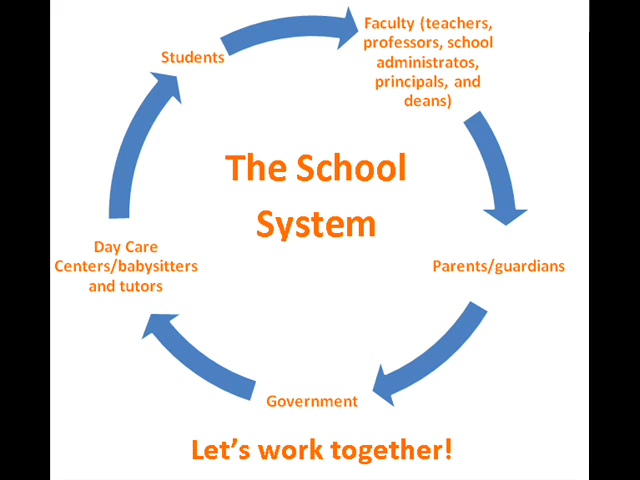 Students
Faculty (teachers,
professors, school
administratos,
principals, and
deans)
The School
System
Day Care
Centers/babysitters
and tutors
Parents/guardians
Government
Let's work together!